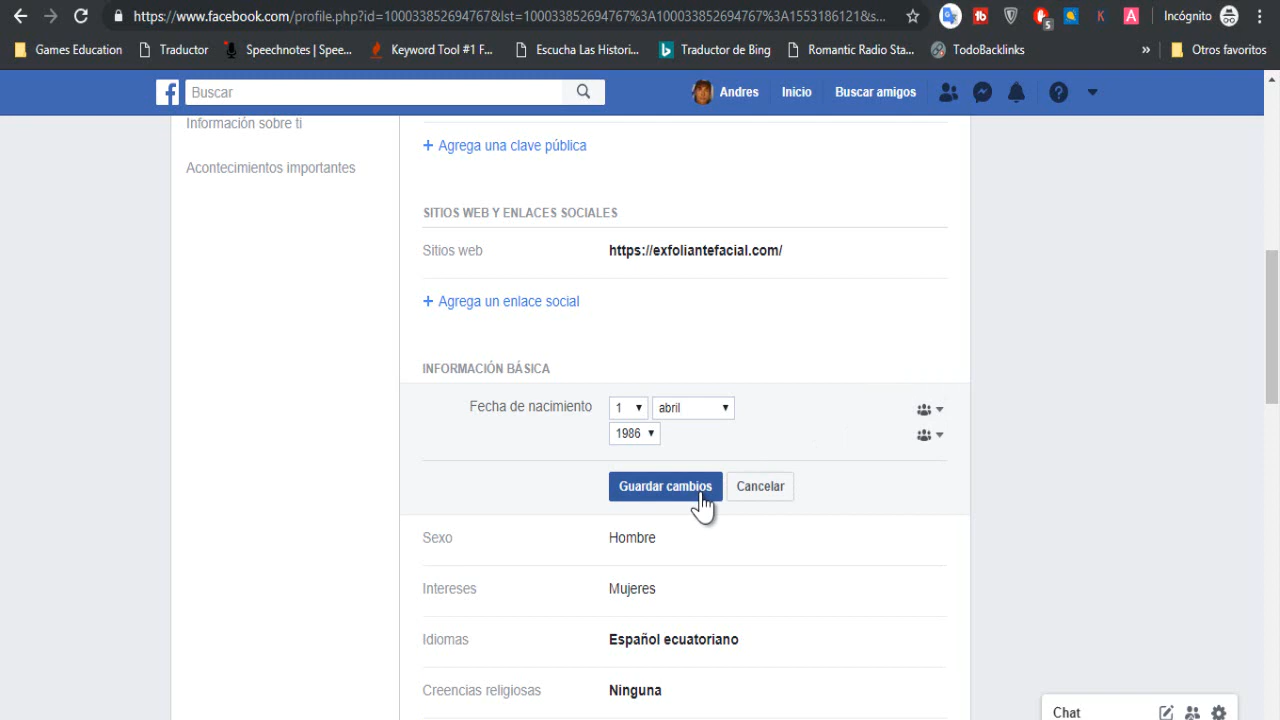 https://www.facebook.com/profile.php?id=100033852694767&lst=100033852694767%3A100033852694767%3A1553186121&s...
5
A
Incógnito
Games Education
Traductor
Speechnotes | Spee...
Keyword Tool #1 F...
Escucha Las Histori...
Traductor de Bing
Romantic Radio Sta...
TodoBacklinks
»
Otros favoritos
Buscar
Andres
Inicio
Buscar amigos
Información sobre ti
Acontecimientos importantes
+ Agrega una clave pública
SITIOS WEB Y ENLACES SOCIALES
Sitios web
https://exfoliantefacial.com/
+ Agrega un enlace social
INFORMACIÓN BÁSICA
Fecha de nacimiento
1
abril
1986
Guardar cambios
Cancelar
Sexo
Hombre
Intereses
Mujeres
Idiomas
Español ecuatoriano
Creencias religiosas
Ninguna
Chat